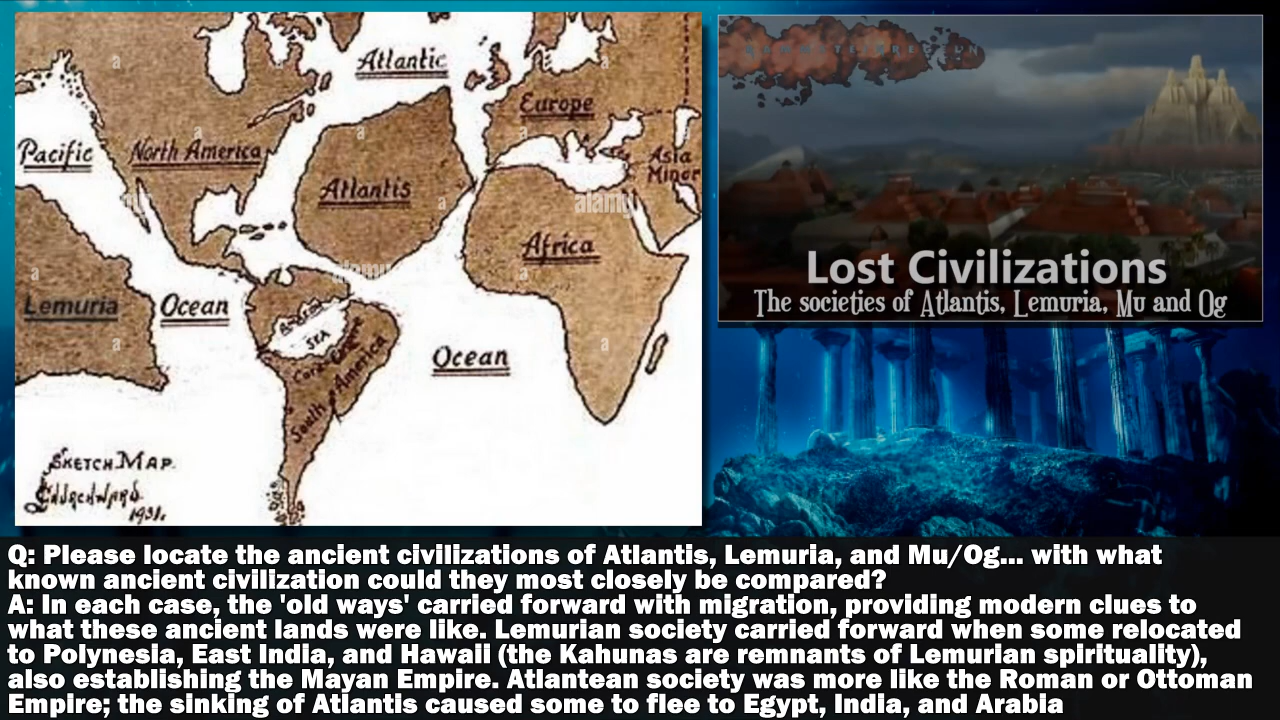 Atlantic
Europe
Pacific
North America
Asia
Minor
Atlantis
Africa
alamy
Lemuria
Ocean
Sea
South America
Ocean
SKETCH MAP.
1931.
Lost Civilizations
The societies of Atlantis, Lemuria, Mu and Og
Q: Please locate the ancient civilizations of Atlantis, Lemuria, and Mu/Og... with what
known ancient civilization could they most closely be compared?
A: In each case, the 'old ways' carried forward with migration, providing modern clues to
what these ancient lands were like. Lemurian society carried forward when some relocated
to Polynesia, East India, and Hawaii (the Kahunas are remnants of Lemurian spirituality),
also establishing the Mayan Empire. Atlantean society was more like the Roman or Ottoman
Empire; the sinking of Atlantis caused some to flee to Egypt, India, and Arabia